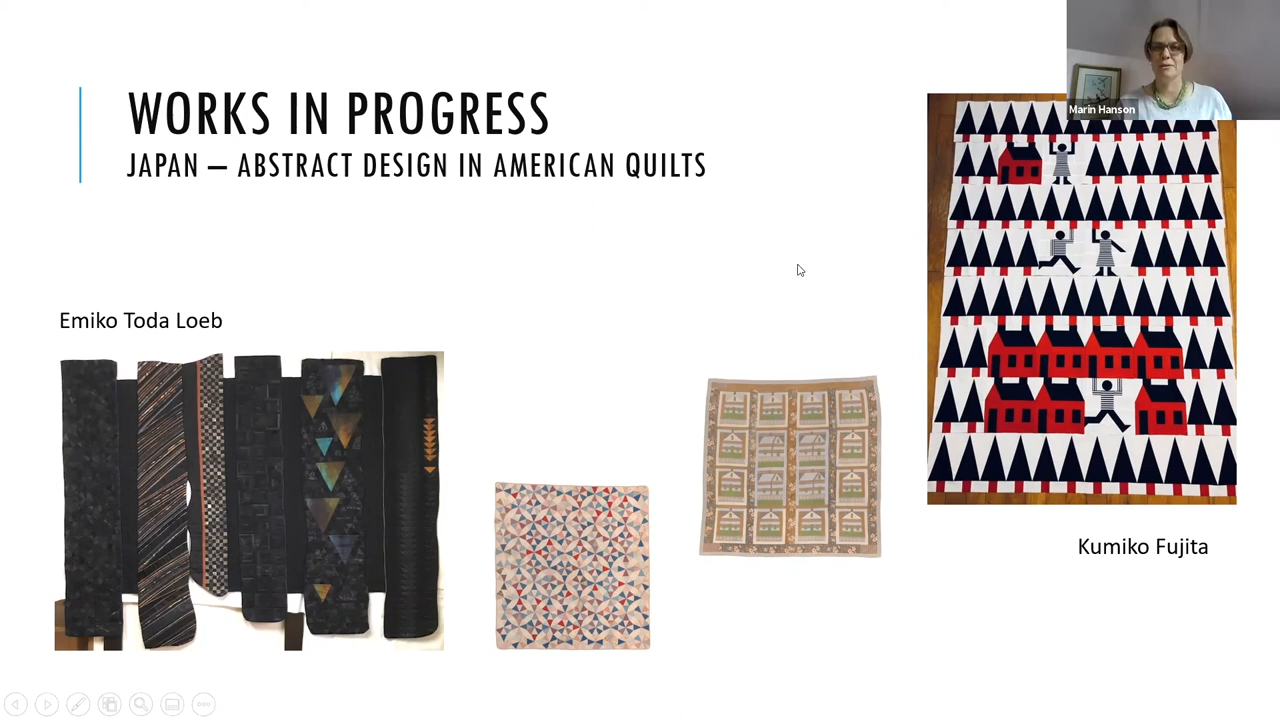 WORKS IN PROGRESS
JAPAN – ABSTRACT DESIGN IN AMERICAN QUILTS
Marin Hanson
Emiko Toda Loeb
Kumiko Fujita